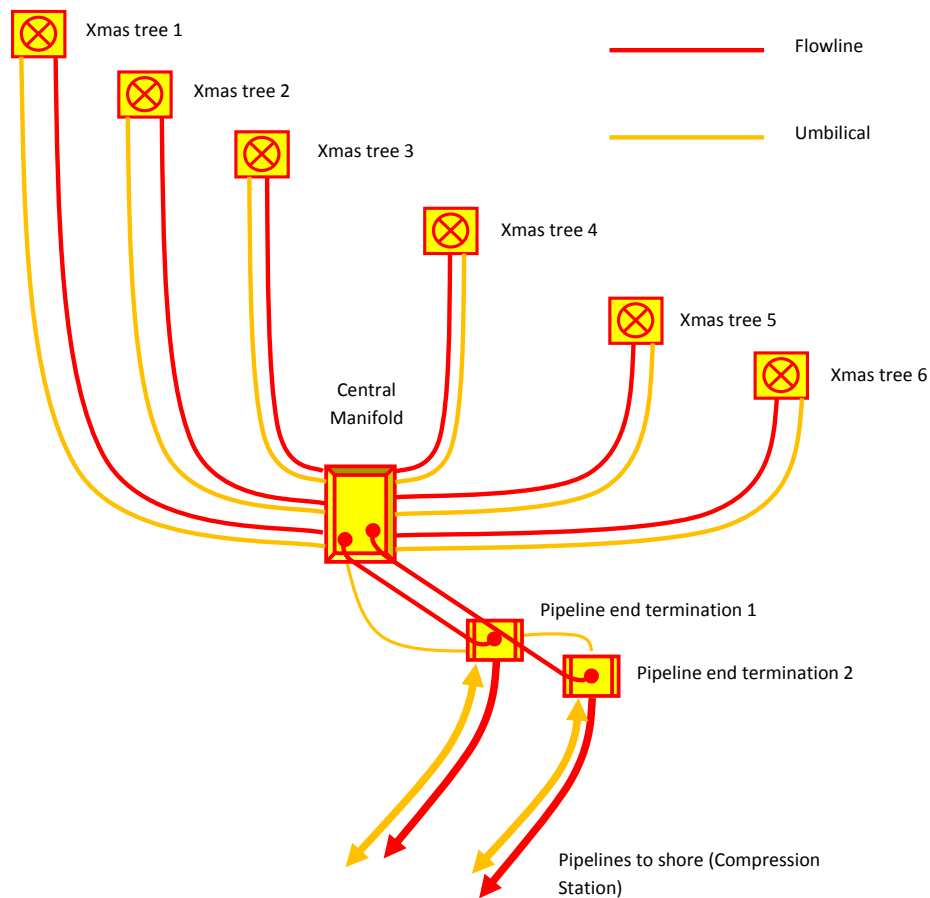 Xmas tree 1
Flowline
Xmas tree 2
Umbilical
Xmas tree 3
Xmas tree 4
Xmas tree 5
Xmas tree 6
Central
Manifold
Pipeline end termination 1
Pipeline end termination 2
Pipelines to shore (Compression
Station)